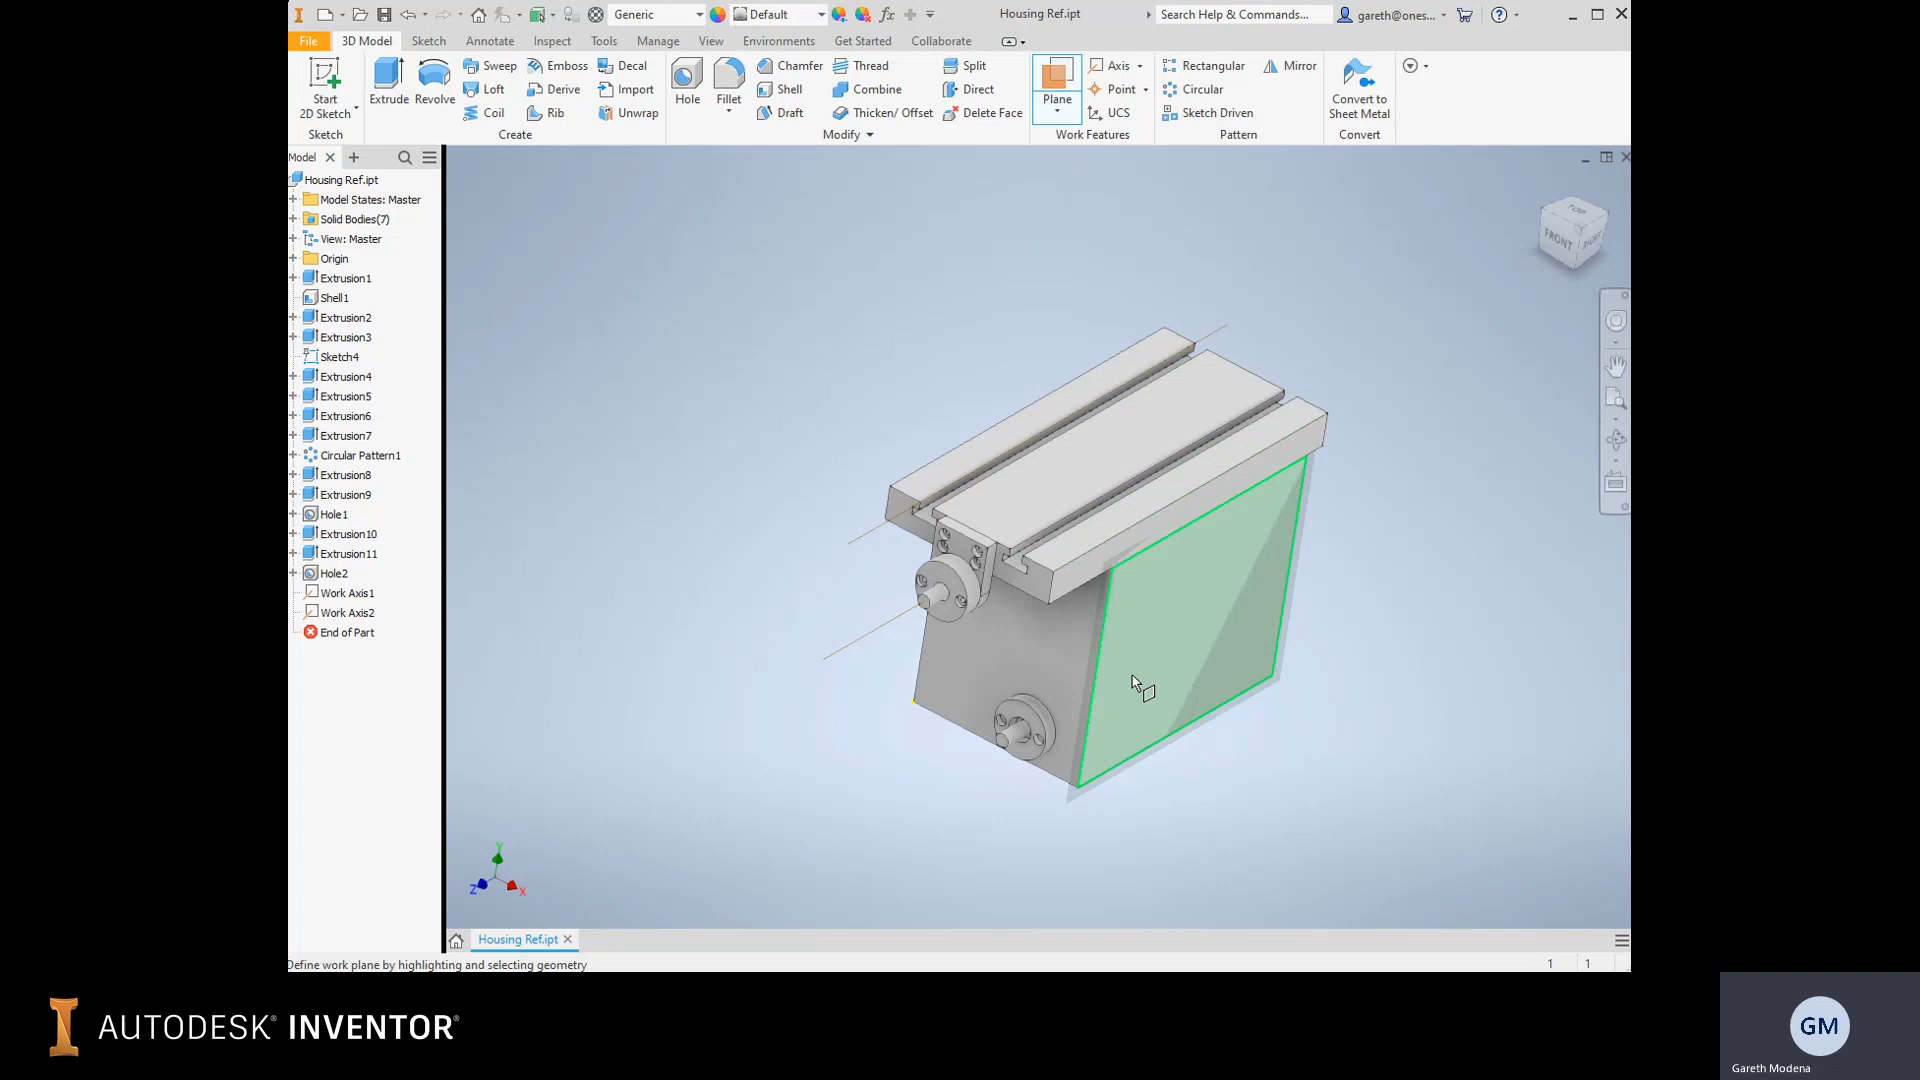 Generic
Default
Housing Ref.ipt
Search Help & Commands...
gareth@ones...
File
3D Model
Sketch
Annotate
Inspect
Tools
Manage
View
Environments
Get Started
Collaborate
Start
2D Sketch
Extrude
Revolve
Sweep
Loft
Coil
Emboss
Derive
Rib
Decal
Import
Unwrap
Hole
Fillet
Chamfer
Shell
Draft
Thread
Combine
Thicken/ Offset
Split
Direct
Delete Face
Plane
Axis
Point
UCS
Rectangular
Circular
Sketch Driven
Mirror
Convert to
Sheet Metal
Sketch
Create
Modify
Work Features
Pattern
Convert
Model
Housing Ref.ipt
Model States: Master
Solid Bodies(7)
View: Master
Origin
Extrusion1
Shell1
Extrusion2
Extrusion3
Sketch4
Extrusion4
Extrusion5
Extrusion6
Extrusion7
Circular Pattern1
Extrusion8
Extrusion9
Hole1
Extrusion10
Extrusion11
Hole2
Work Axis1
Work Axis2
End of Part
TOP
FRONT
RIGHT
Y
Z
X
Housing Ref.ipt
Define work plane by highlighting and selecting geometry
1 1
AUTODESK® INVENTOR®
GM
Gareth Modena